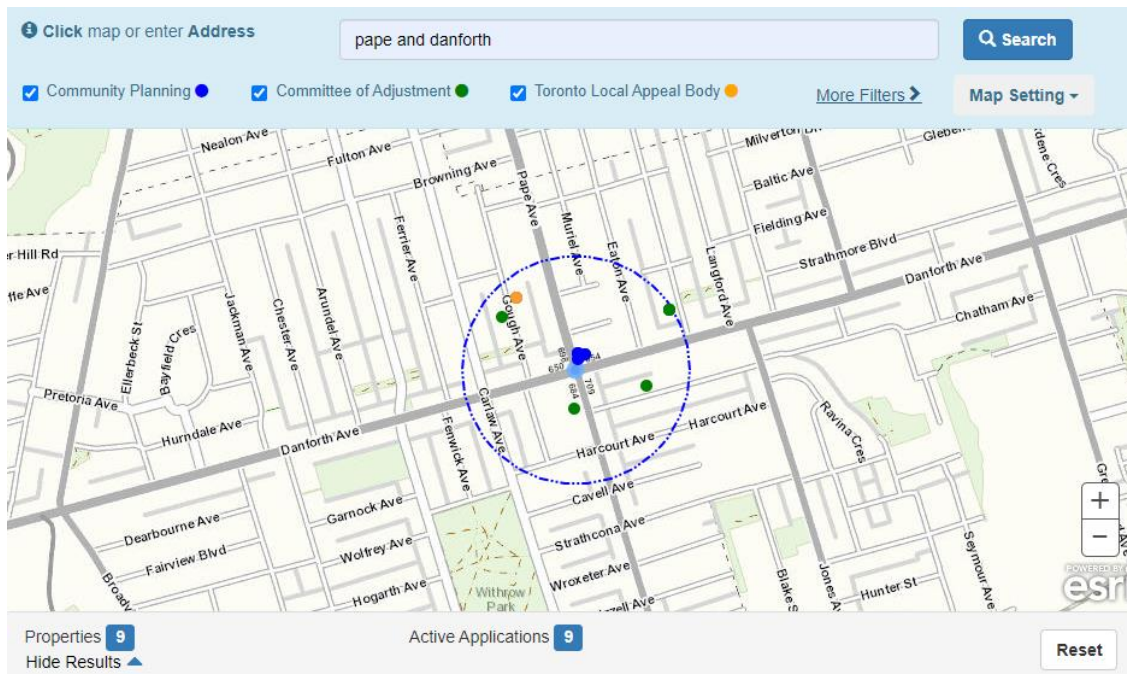 Click map or enter Address
pape and danforth
Search
Community Planning
Committee of Adjustment
Toronto Local Appeal Body
More Filters
Map Setting
Nealon Ave
Fulton Ave
Browning Ave
Pape Ave
Muriel Ave
Eaton Ave
Langford Ave
Baltic Ave
Fielding Ave
Strathmore Blvd
Danforth Ave
Chatham Ave
er Hill Rd
iffe Ave
Ferrier Ave
Gough Ave
Jackman Ave
Chester Ave
Arundel Ave
Ellerbeck St
Bayfield Cres
Pretoria Ave
Hurndale Ave
Danforth Ave
650
684
709
Carlaw Ave
Fenwick Ave
Harcourt Ave
Harcourt Ave
Ravina Cres
Cavell Ave
Dearbourne Ave
Fairview Blvd
Garnock Ave
Wolfrey Ave
Hogarth Ave
Strathcona Ave
Wroxeter Ave
Withrow
Park
Blake S
Jones A
Hunter St
Seymour Ave
Broadv
Gre
+
−
POWERED BY
esri
Properties 9
Active Applications 9
Hide Results
Reset